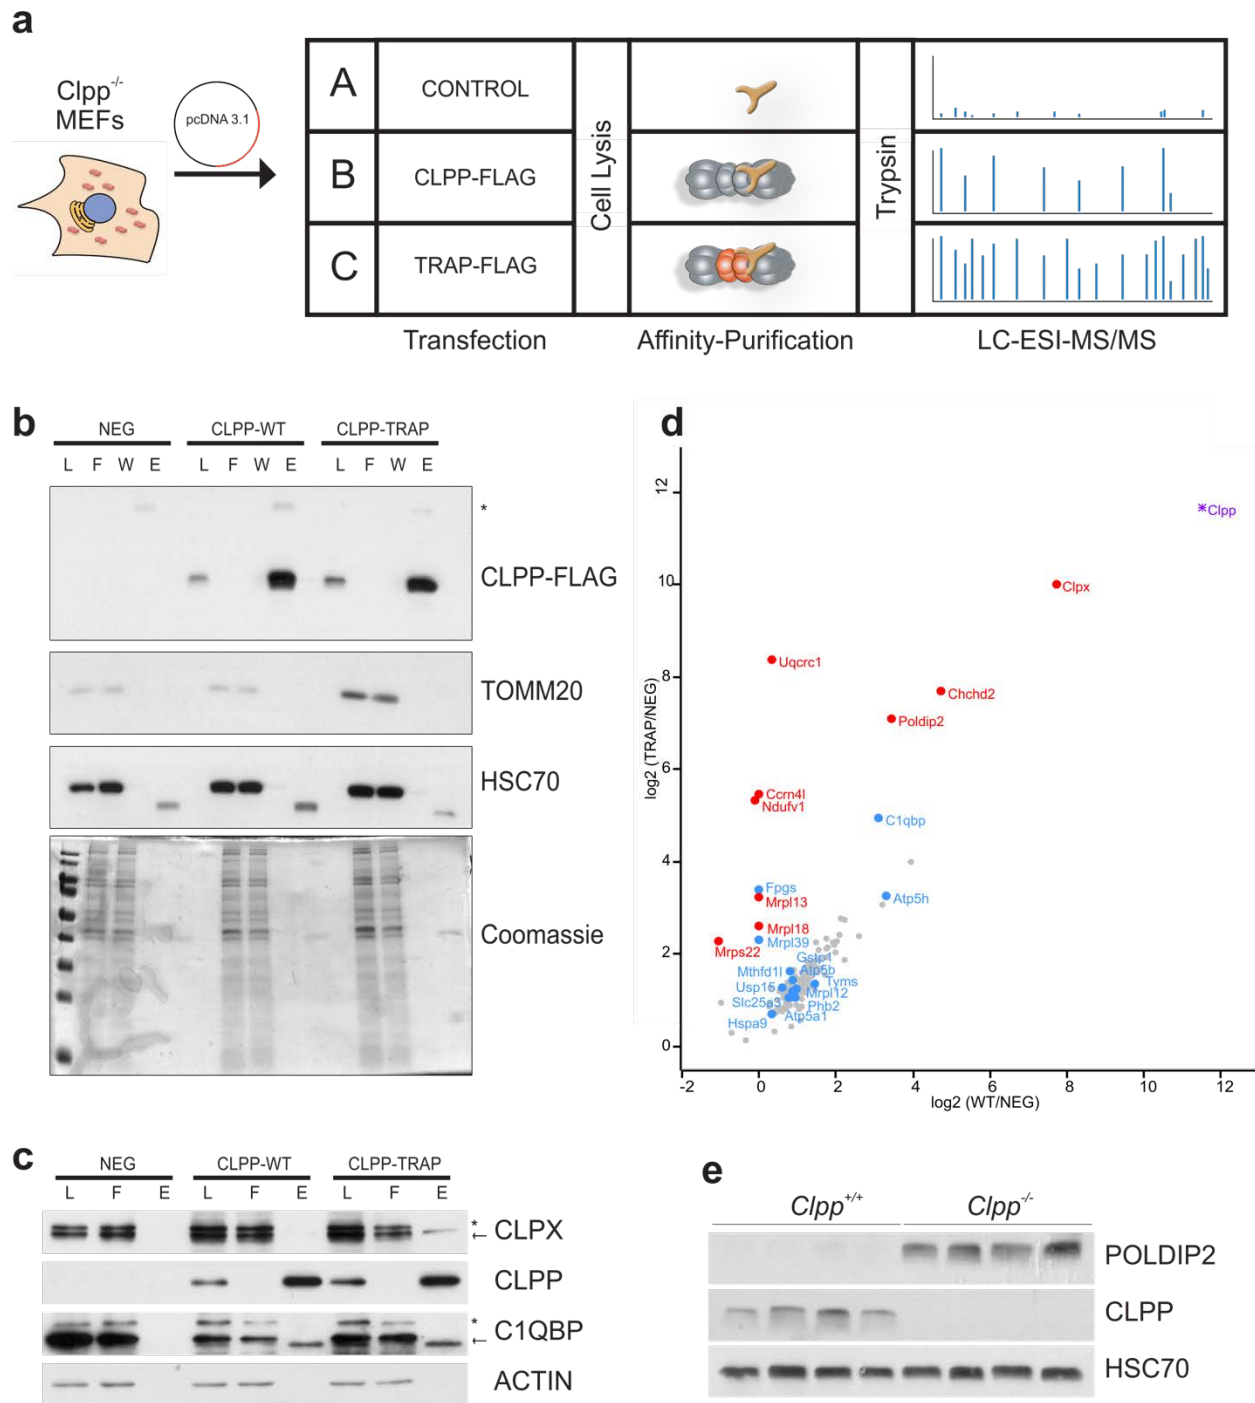 a
Clpp-/-
MEFs
pcDNA 3.1
A
CONTROL
B
CLPP-FLAG
C
TRAP-FLAG
Cell Lysis
Trypsin
Transfection
Affinity-Purification
LC-ESI-MS/MS
b
NEG CLPP-WT CLPP-TRAP
L F W E L F W E L F W E
*
CLPP-FLAG
TOMM20
HSC70
Coomassie
c
NEG CLPP-WT CLPP-TRAP
L F E L F E L F E
*
← CLPX
CLPP
*
← C1QBP
ACTIN
d
log2 (TRAP/NEG)
12
10
8
6
4
2
0
-2 0 2 4 6 8 10 12
log2 (WT/NEG)
Clpp
Clpx
Uqcrc1
Chchd2
Poldip2
Ccrn4l
Ndufv1
C1qbp
Fpgs
Atp5h
Mrpl13
Mrpl18
Mrpl39
Mrps22
Gstp1
Mthfd1l
Atp5b
Usp15
Tyms
Mrpl12
Slc25a3
Phb2
Hspa9
Atp5a1
e
Clpp+/+ Clpp-/-
POLDIP2
CLPP
HSC70